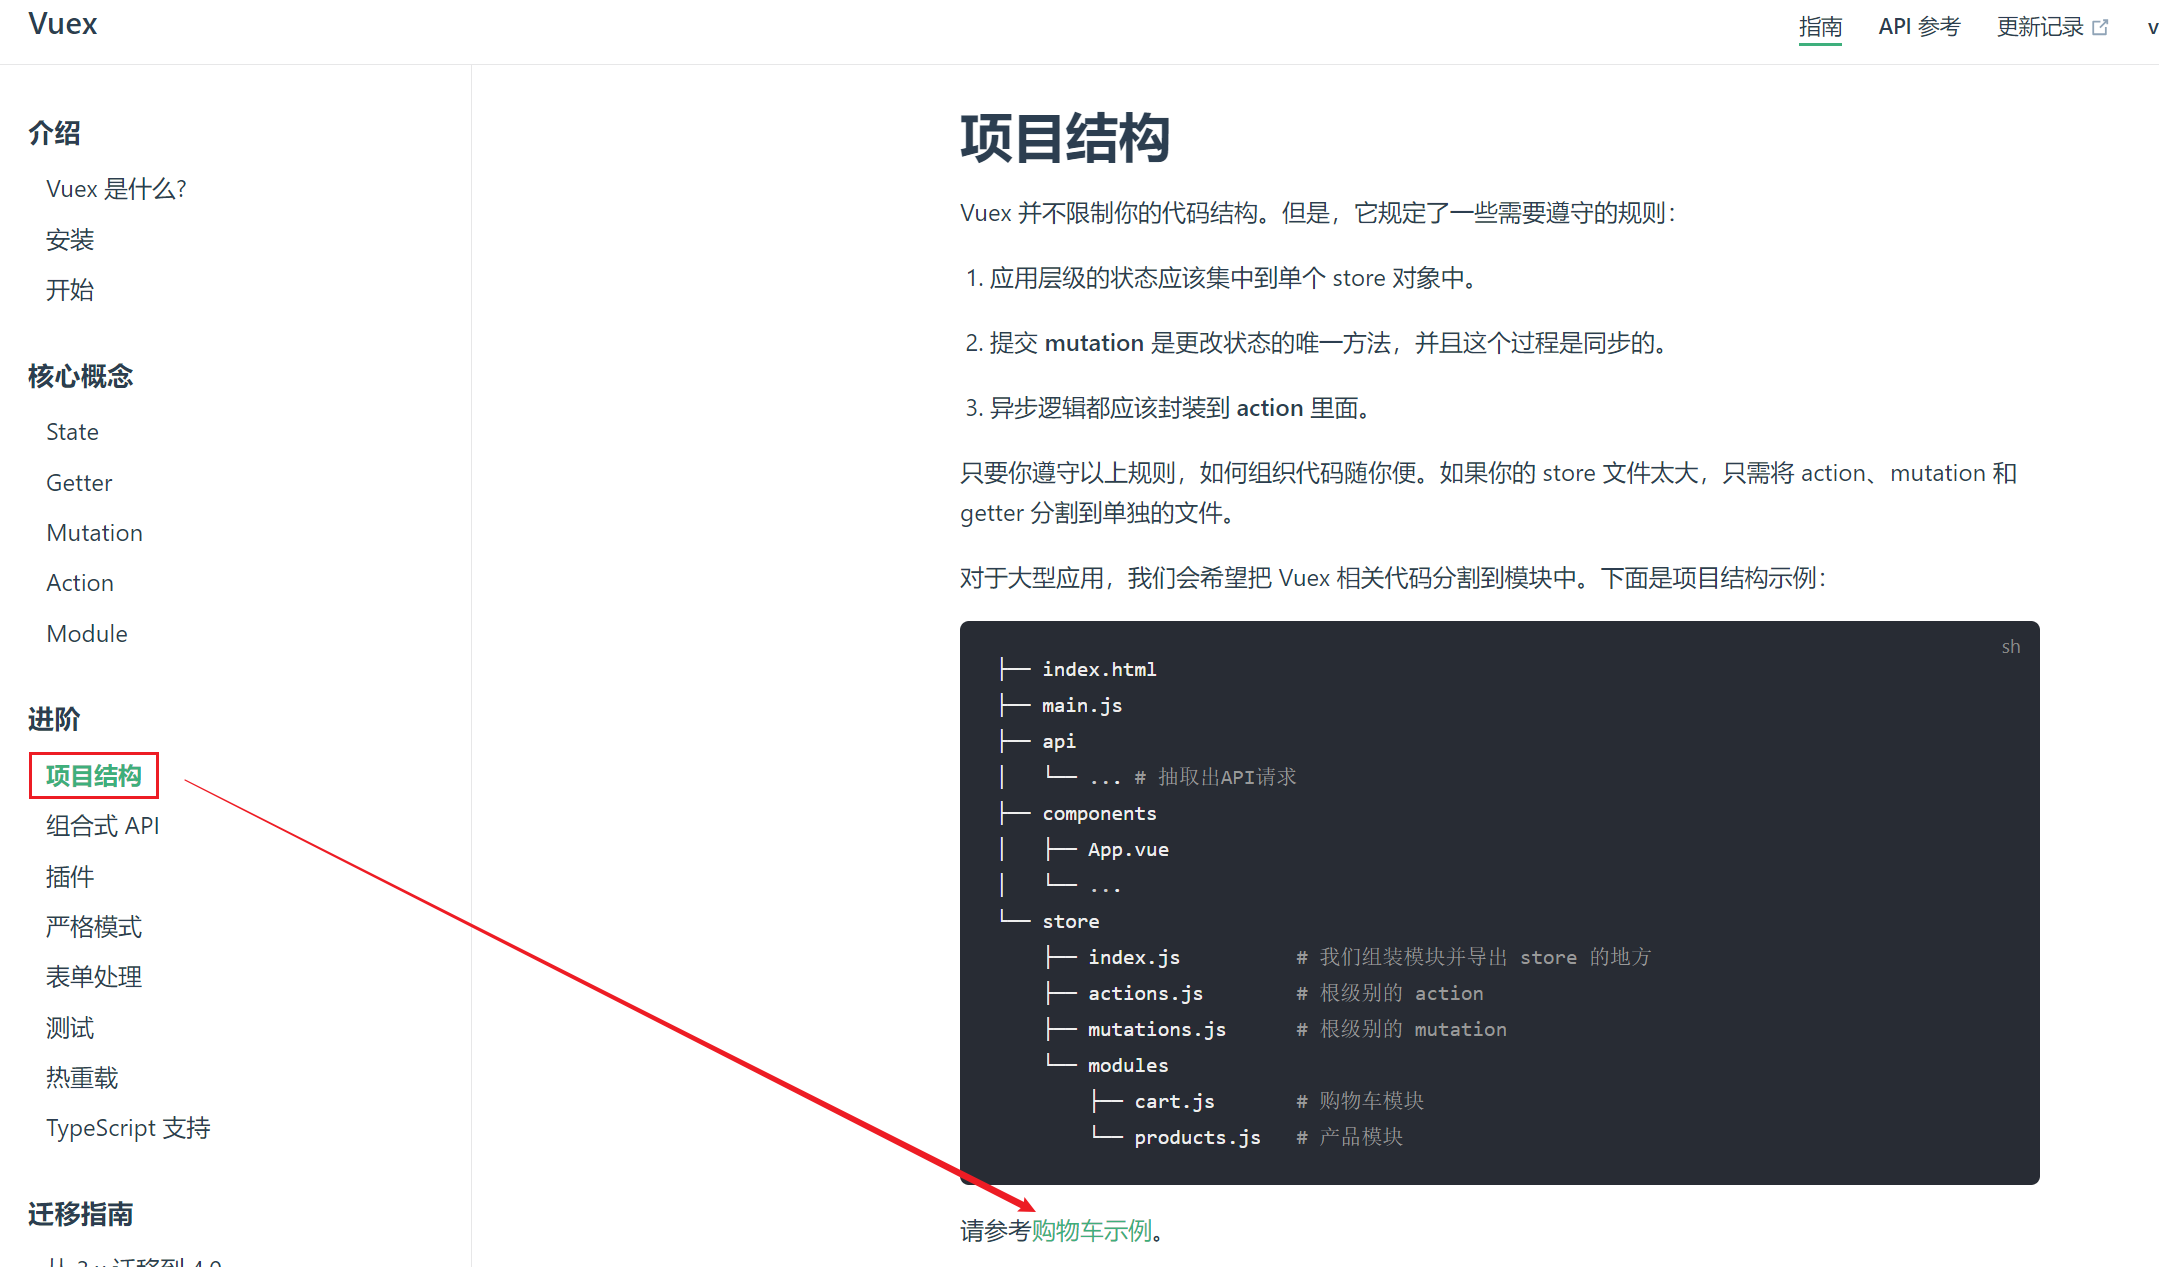 Vuex
指南 API 参考 更新记录 v
介绍
Vuex 是什么?
安装
开始
核心概念
State
Getter
Mutation
Action
Module
进阶
项目结构
组合式 API
插件
严格模式
表单处理
测试
热重载
TypeScript 支持
迁移指南
从 3.x 迁移到 4.0
项目结构
Vuex 并不限制你的代码结构。但是，它规定了一些需要遵守的规则：
1. 应用层级的状态应该集中到单个 store 对象中。
2. 提交 mutation 是更改状态的唯一方法，并且这个过程是同步的。
3. 异步逻辑都应该封装到 action 里面。
只要你遵守以上规则，如何组织代码随你便。如果你的 store 文件太大，只需将 action、mutation 和
getter 分割到单独的文件。
对于大型应用，我们会希望把 Vuex 相关代码分割到模块中。下面是项目结构示例：
sh
├── index.html
├── main.js
├── api
│   └── ... # 抽取出API请求
├── components
│   ├── App.vue
│   └── ...
└── store
    ├── index.js          # 我们组装模块并导出 store 的地方
    ├── actions.js        # 根级别的 action
    ├── mutations.js      # 根级别的 mutation
    └── modules
        ├── cart.js       # 购物车模块
        └── products.js   # 产品模块
请参考购物车示例。